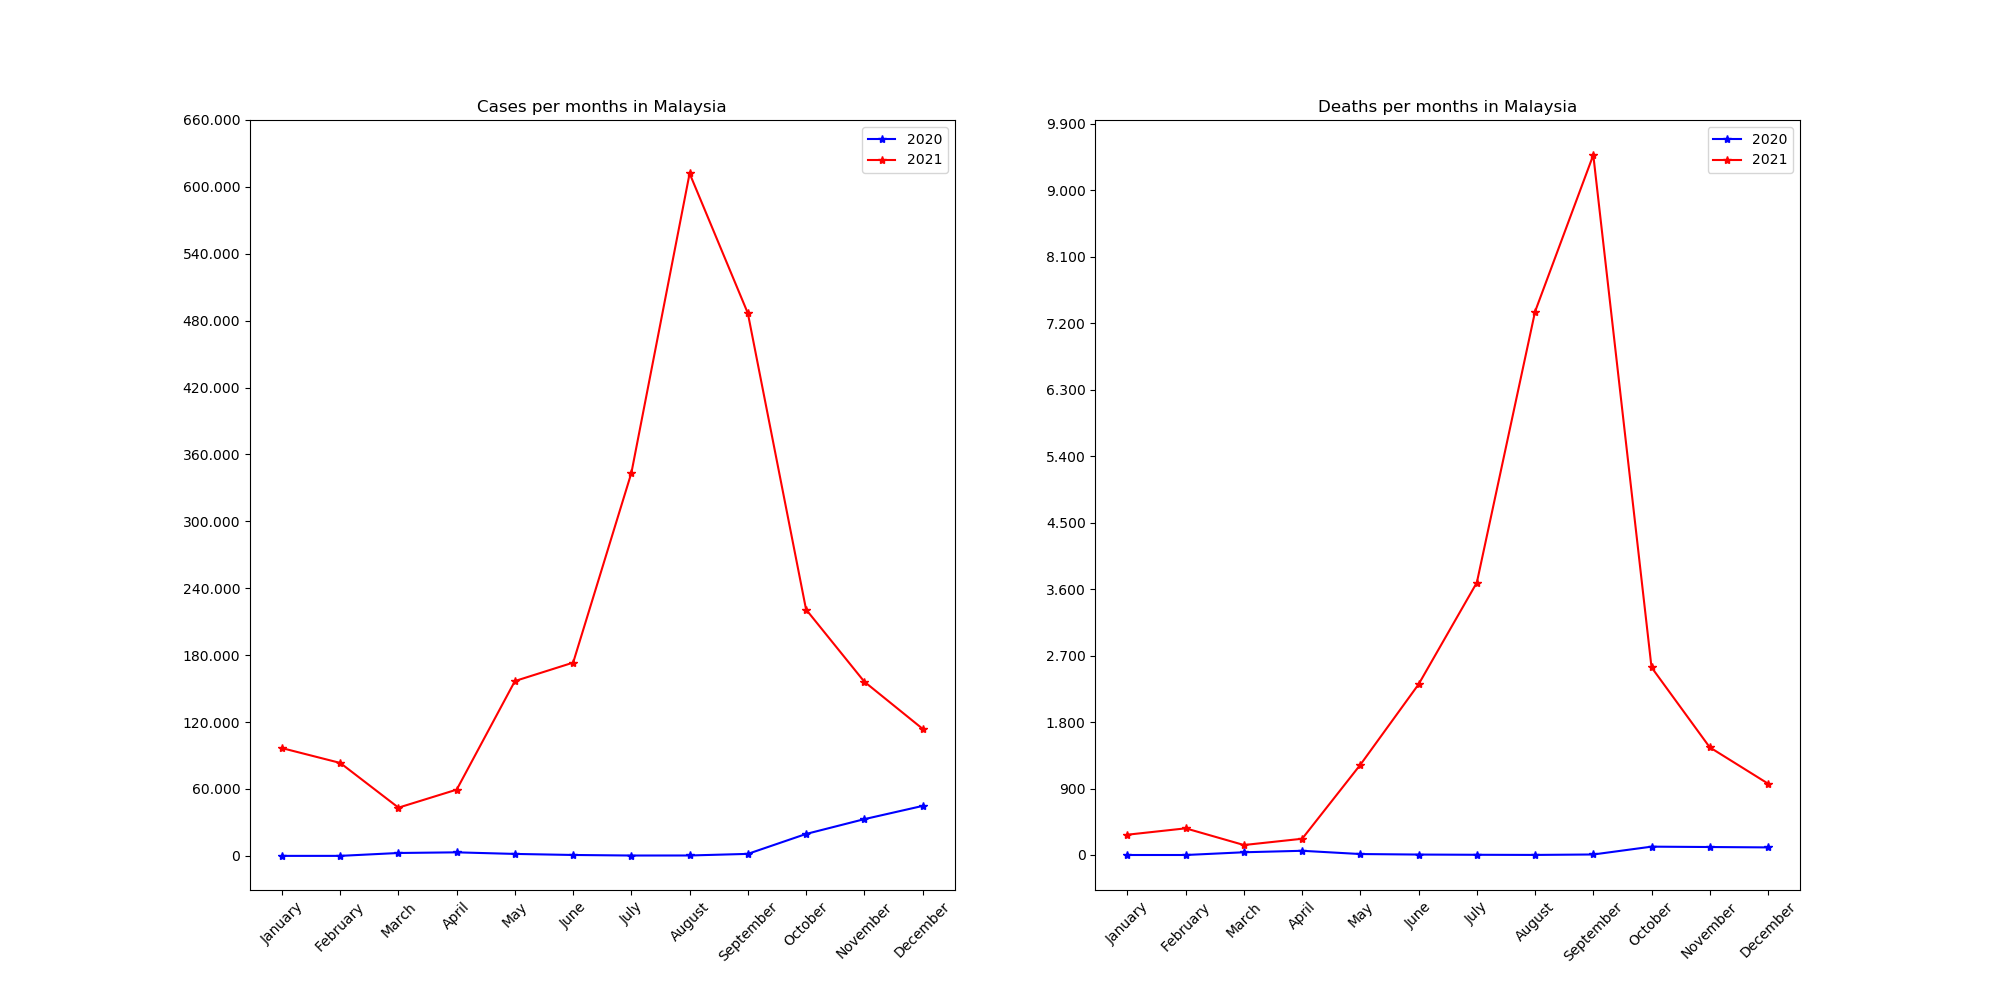 Cases per months in Malaysia
660.000
600.000
540.000
480.000
420.000
360.000
300.000
240.000
180.000
120.000
60.000
0
January
February
March
April
May
June
July
August
September
October
November
December
2020
2021
Deaths per months in Malaysia
9.900
9.000
8.100
7.200
6.300
5.400
4.500
3.600
2.700
1.800
900
0
January
February
March
April
May
June
July
August
September
October
November
December
2020
2021